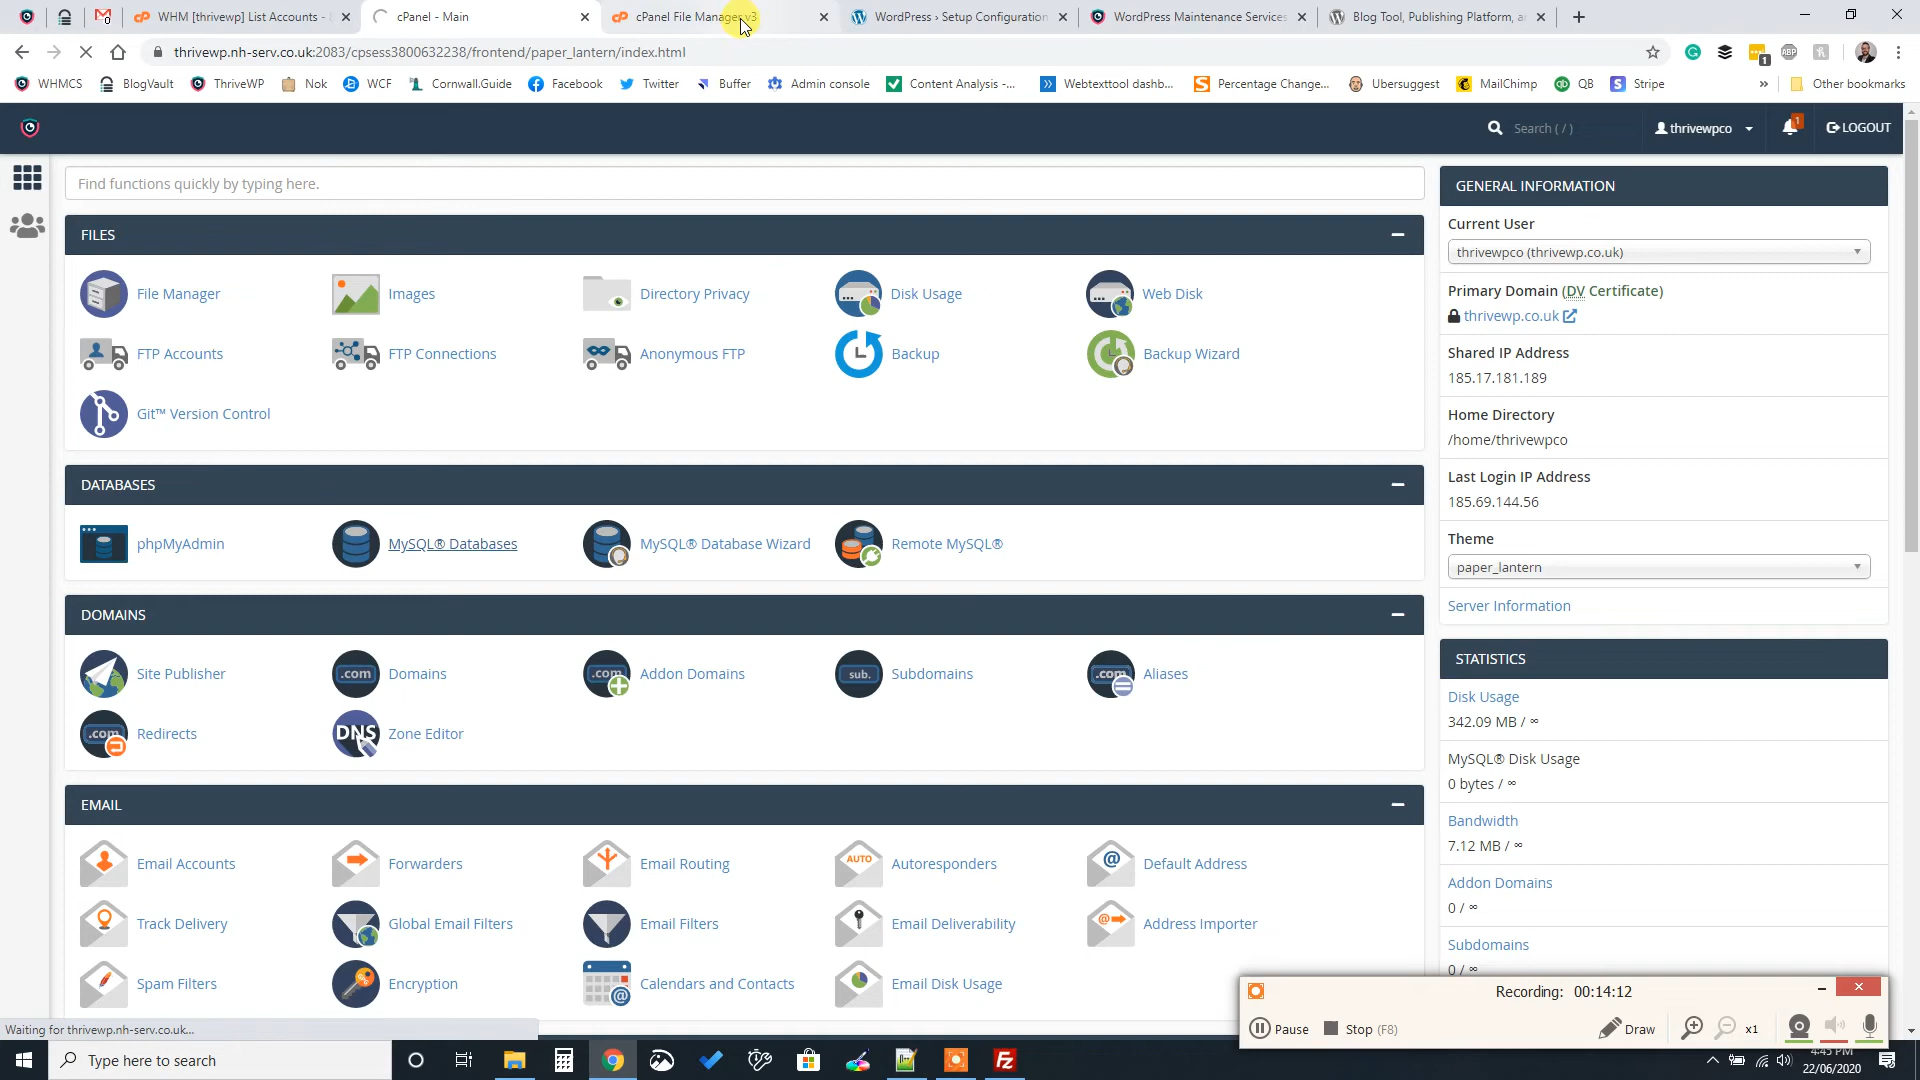 WHM [thrivewp] List Accounts -
cPanel - Main
cPanel File Manager v3
WordPress › Setup Configuration
WordPress Maintenance Services
Blog Tool, Publishing Platform, a
thrivewp.nh-serv.co.uk:2083/cpsess3800632238/frontend/paper_lantern/index.html
WHMCS
BlogVault
ThriveWP
Nok
WCF
Cornwall.Guide
Facebook
Twitter
Buffer
Admin console
Content Analysis -...
Webtexttool dashb...
Percentage Change...
Ubersuggest
MailChimp
QB
Stripe
Other bookmarks
Search ( / )
thrivewpco
1
LOGOUT
Find functions quickly by typing here.
FILES
File Manager
Images
Directory Privacy
Disk Usage
Web Disk
FTP Accounts
FTP Connections
Anonymous FTP
Backup
Backup Wizard
Git™ Version Control
DATABASES
phpMyAdmin
MySQL® Databases
MySQL® Database Wizard
Remote MySQL®
DOMAINS
Site Publisher
Domains
Addon Domains
Subdomains
Aliases
Redirects
Zone Editor
EMAIL
Email Accounts
Forwarders
Email Routing
Autoresponders
Default Address
Track Delivery
Global Email Filters
Email Filters
Email Deliverability
Address Importer
Spam Filters
Encryption
Calendars and Contacts
Email Disk Usage
GENERAL INFORMATION
Current User
thrivewpco (thrivewp.co.uk)
Primary Domain (DV Certificate)
thrivewp.co.uk
Shared IP Address
185.17.181.189
Home Directory
/home/thrivewpco
Last Login IP Address
185.69.144.56
Theme
paper_lantern
Server Information
STATISTICS
Disk Usage
342.09 MB / ∞
MySQL® Disk Usage
0 bytes / ∞
Bandwidth
7.12 MB / ∞
Addon Domains
0 / ∞
Subdomains
0 / ∞
Recording: 00:14:12
Pause
Stop (F8)
Draw
x1
Waiting for thrivewp.nh-serv.co.uk...
Type here to search
4:45 PM
22/06/2020